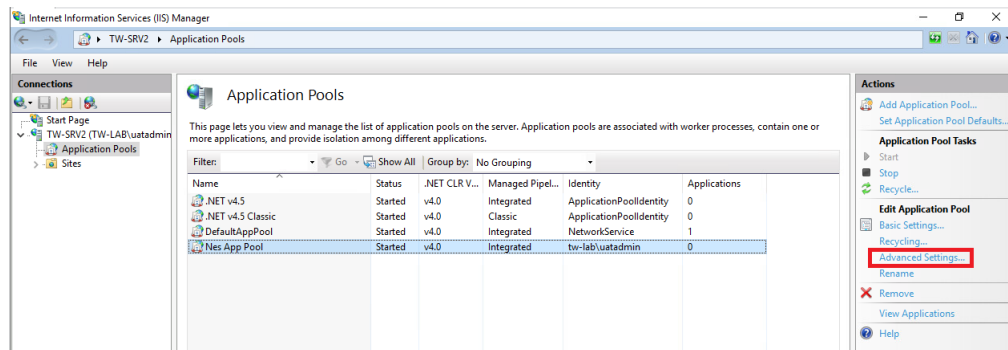 Internet Information Services (IIS) Manager
TW-SRV2 Application Pools
File View Help
Connections
Start Page
TW-SRV2 (TW-LAB\uatadmin
Application Pools
Sites
Application Pools
This page lets you view and manage the list of application pools on the server. Application pools are associated with worker processes, contain one or
more applications, and provide isolation among different applications.
Filter: Go Show All Group by: No Grouping
Name Status .NET CLR V... Managed Pipel... Identity Applications
.NET v4.5 Started v4.0 Integrated ApplicationPoolIdentity 0
.NET v4.5 Classic Started v4.0 Classic ApplicationPoolIdentity 0
DefaultAppPool Started v4.0 Integrated NetworkService 1
Nes App Pool Started v4.0 Integrated tw-lab\uatadmin 0
Actions
Add Application Pool...
Set Application Pool Defaults...
Application Pool Tasks
Start
Stop
Recycle...
Edit Application Pool
Basic Settings...
Recycling...
Advanced Settings...
Rename
Remove
View Applications
Help